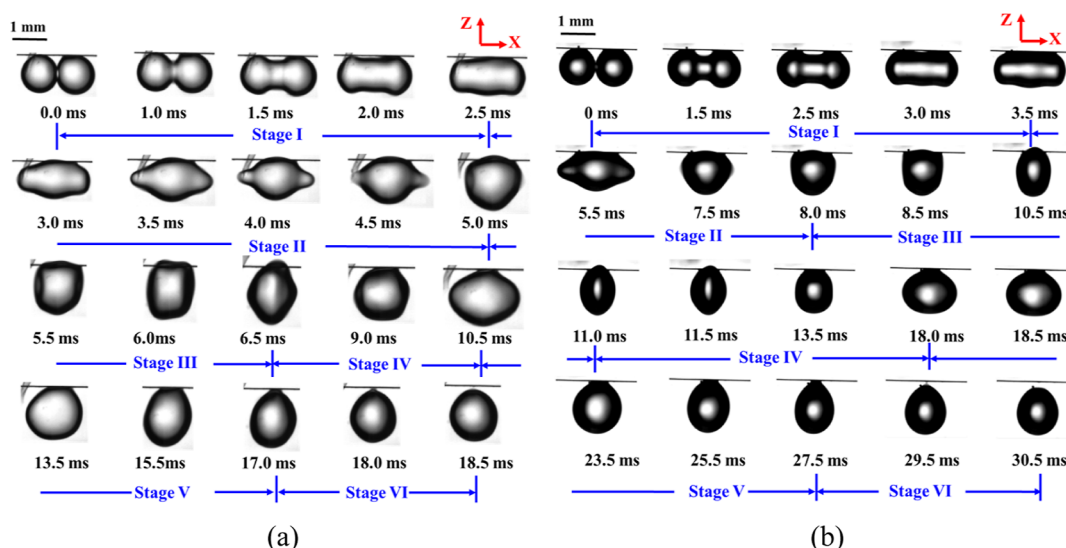 1 mm
Z
X
0.0 ms 1.0 ms 1.5 ms 2.0 ms 2.5 ms
Stage I
3.0 ms 3.5 ms 4.0 ms 4.5 ms 5.0 ms
Stage II
5.5 ms 6.0ms 6.5 ms 9.0 ms 10.5 ms
Stage III Stage IV
13.5 ms 15.5ms 17.0 ms 18.0 ms 18.5 ms
Stage V Stage VI
(a)
1 mm
Z
X
0 ms 1.5 ms 2.5 ms 3.0 ms 3.5 ms
Stage I
5.5 ms 7.5 ms 8.0 ms 8.5 ms 10.5 ms
Stage II Stage III
11.0 ms 11.5 ms 13.5 ms 18.0 ms 18.5 ms
Stage IV
23.5 ms 25.5 ms 27.5 ms 29.5 ms 30.5 ms
Stage V Stage VI
(b)